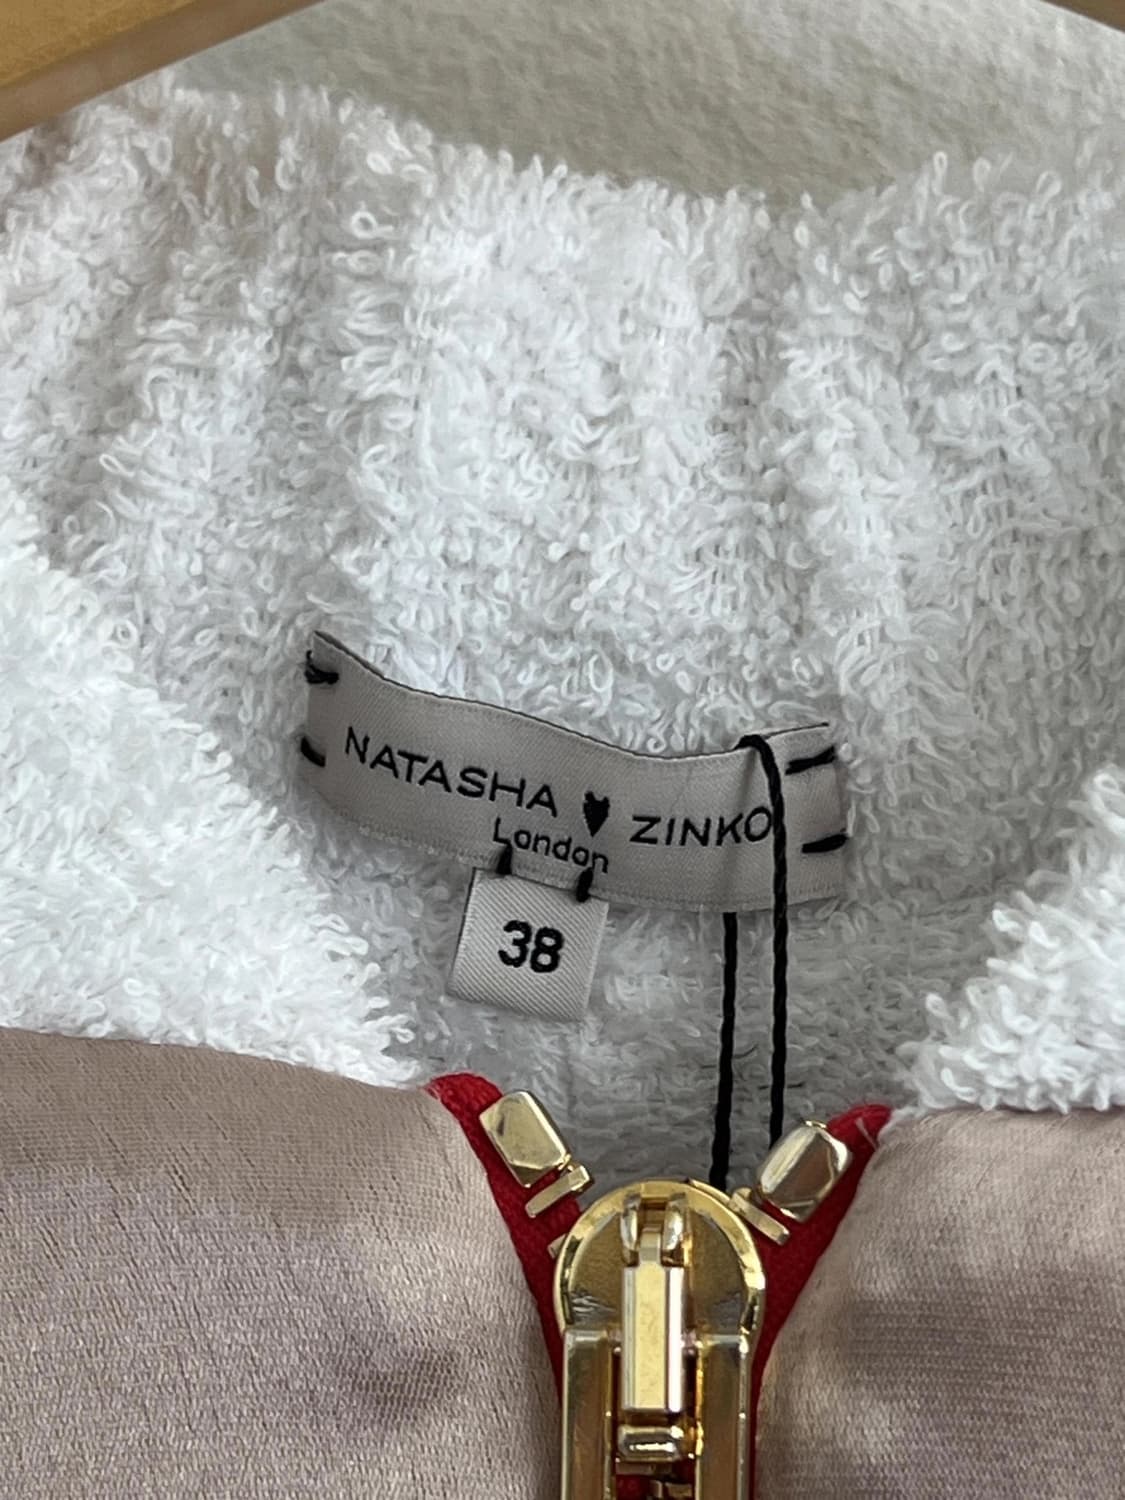 NATASHA ♥ ZINKO
London
38